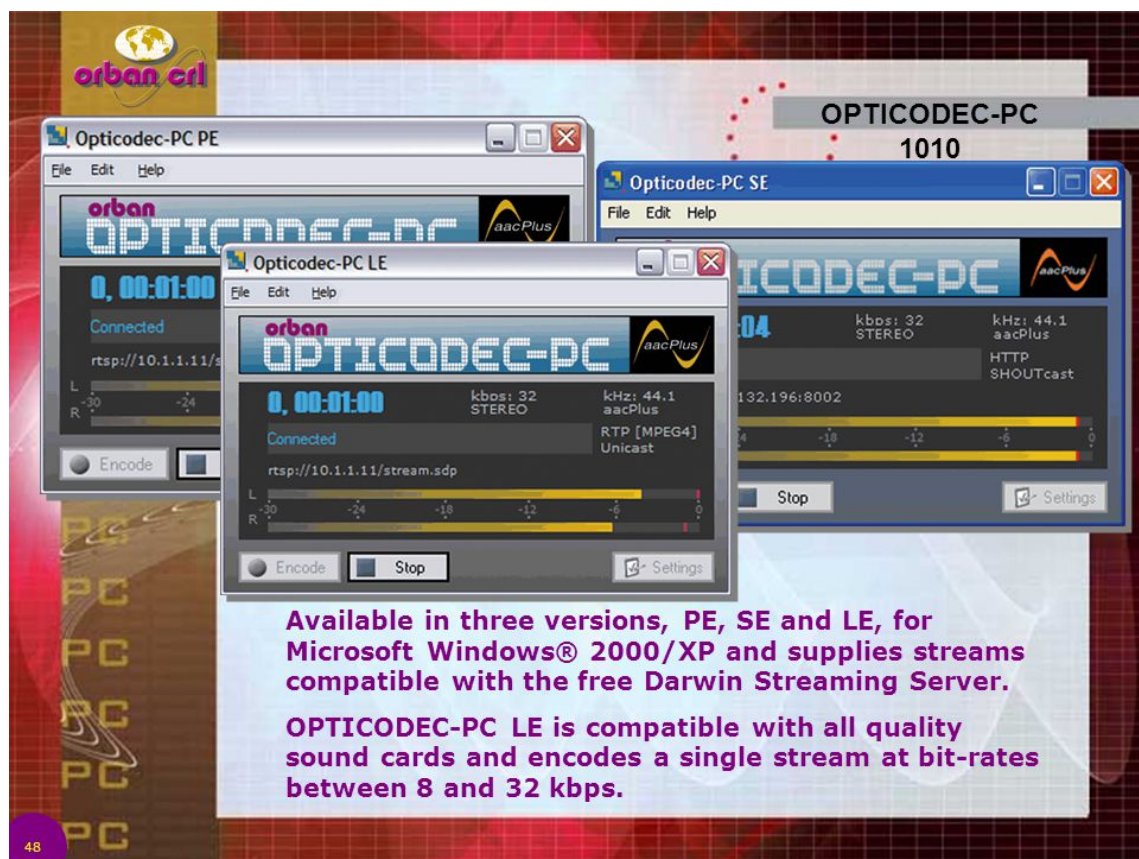 orban crl
OPTICODEC-PC
1010
Opticodec-PC PE
File Edit Help
orban
OPTICODEC-PC
aacPlus
0, 00:01:00
Connected
rtsp://10.1.1.11/s
L
-30 -24
R
Encode
Opticodec-PC SE
File Edit Help
ICODEC-PC
aacPlus
:04
kbps: 32
STEREO
kHz: 44.1
aacPlus
HTTP
SHOUTcast
132.196:8002
-18 -12 -6 0
Stop
Settings
Opticodec-PC LE
File Edit Help
orban
OPTICODEC-PC
aacPlus
0, 00:01:00
kbps: 32
STEREO
kHz: 44.1
aacPlus
Connected
RTP [MPEG4]
Unicast
rtsp://10.1.1.11/stream.sdp
L
-30 -24 -18 -12 -6 0
R
Encode
Stop
Settings
Available in three versions, PE, SE and LE, for
Microsoft Windows® 2000/XP and supplies streams
compatible with the free Darwin Streaming Server.
OPTICODEC-PC LE is compatible with all quality
sound cards and encodes a single stream at bit-rates
between 8 and 32 kbps.
PC
PC
PC
PC
PC
PC
48